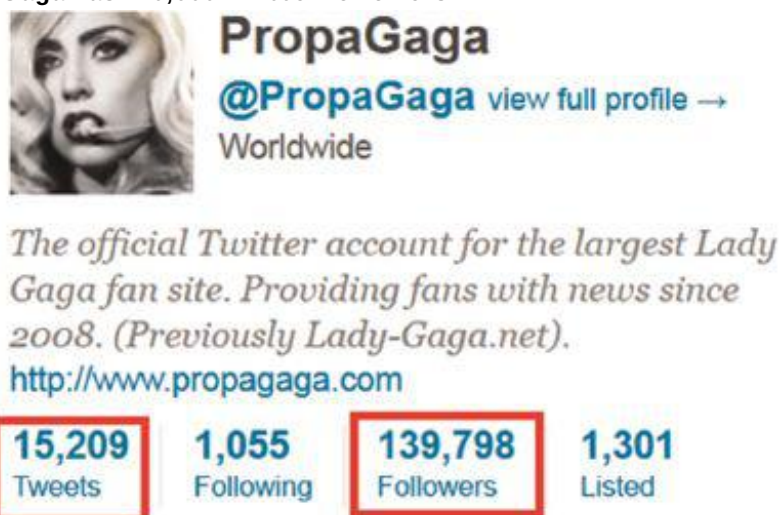 PropaGaga
@PropaGaga view full profile →
Worldwide
The official Twitter account for the largest Lady
Gaga fan site. Providing fans with news since
2008. (Previously Lady-Gaga.net).
http://www.propagaga.com
15,209 1,055 139,798 1,301
Tweets Following Followers Listed